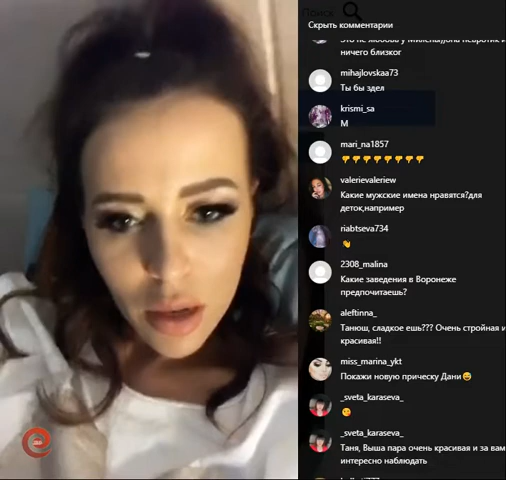 Поиск
Скрыть комментарии
ничего близког
mihajlovskaa73
Ты бы здел
krismi_sa
М
mari_na1857
👎👎👎👎👎👎👎👎
valerievaleriew
Какие мужские имена нравятся?для
деток,например
riabtseva734
👏
2308_malina
Какие заведения в Воронеже
предпочитаешь?
aleftinna_
Танюш, сладкое ешь??? Очень стройная и
красивая!!
miss_marina_ykt
Покажи новую прическу Дани😅
_sveta_karaseva_
😘
_sveta_karaseva_
Таня, Выша пара очень красивая и за вам
интересно наблюдать